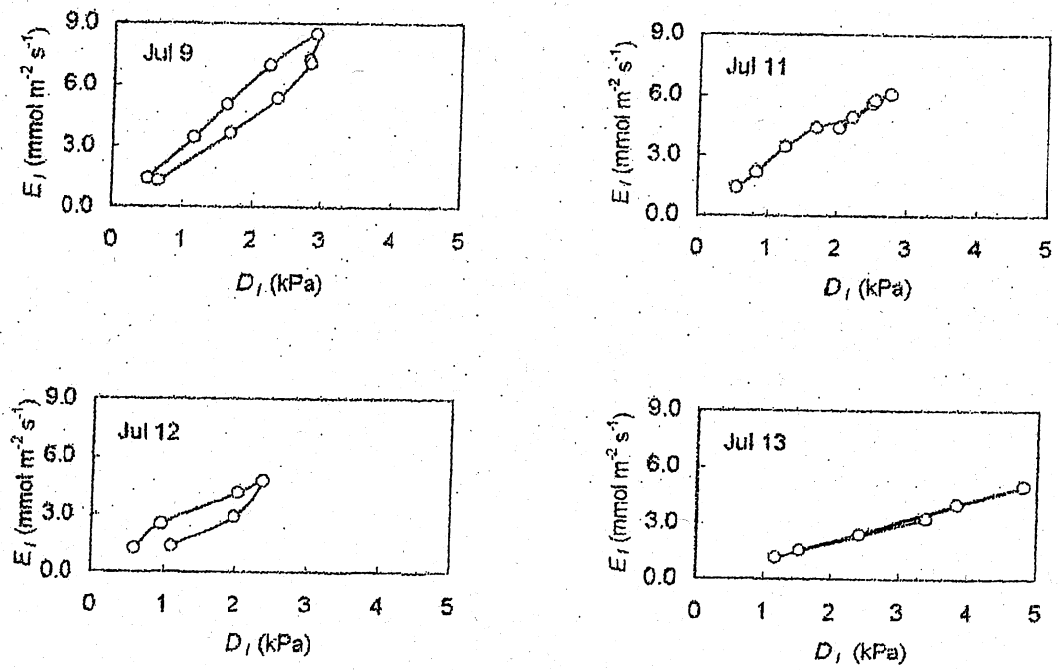 9.0
6.0
3.0
0.0
E_l (mmol m⁻² s⁻¹)
Jul 9
0 1 2 3 4 5
D_l (kPa)
9.0
6.0
3.0
0.0
E_l (mmol m⁻² s⁻¹)
Jul 11
0 1 2 3 4 5
D_l (kPa)
9.0
6.0
3.0
0.0
E_l (mmol m⁻² s⁻¹)
Jul 12
0 1 2 3 4 5
D_l (kPa)
9.0
6.0
3.0
0.0
E_l (mmol m⁻² s⁻¹)
Jul 13
0 1 2 3 4 5
D_l (kPa)